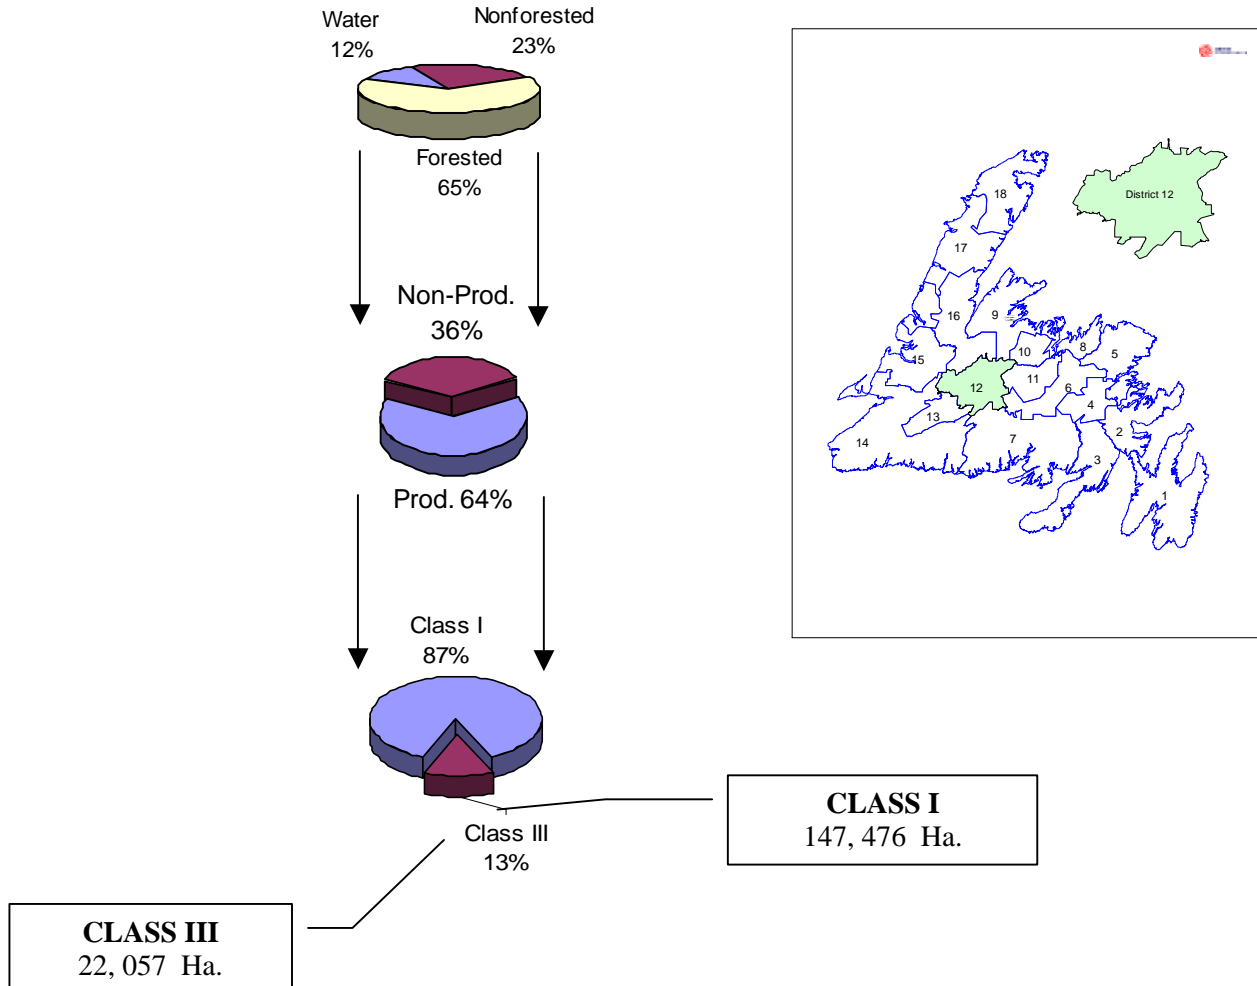 Water
12%
Nonforested
23%
Forested
65%
Non-Prod.
36%
Prod. 64%
Class I
87%
Class III
13%
CLASS I
147, 476  Ha.
CLASS III
22, 057  Ha.
District 12
18
17
16
9
15
10
8
5
12
11
6
4
13
2
14
7
3
1